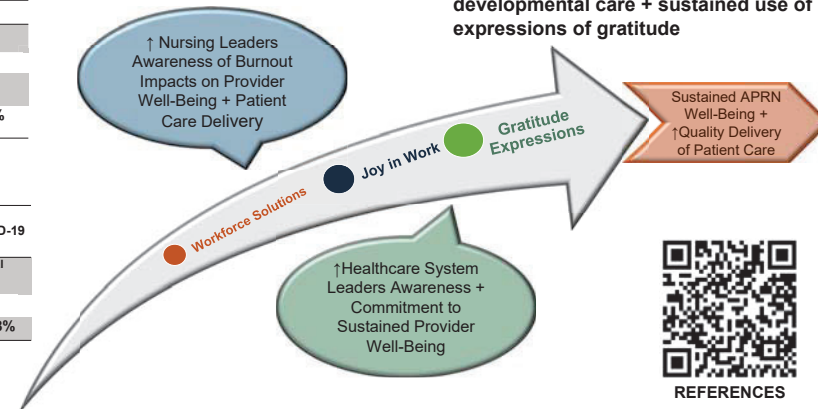 developmental care + sustained use of
expressions of gratitude
↑ Nursing Leaders
Awareness of Burnout
Impacts on Provider
Well-Being + Patient
Care Delivery
Sustained APRN
Well-Being +
↑Quality Delivery
of Patient Care
Gratitude
Expressions
Joy in Work
Workforce Solutions
↑Healthcare System
Leaders Awareness +
Commitment to
Sustained Provider
Well-Being
%
D-19
%
REFERENCES